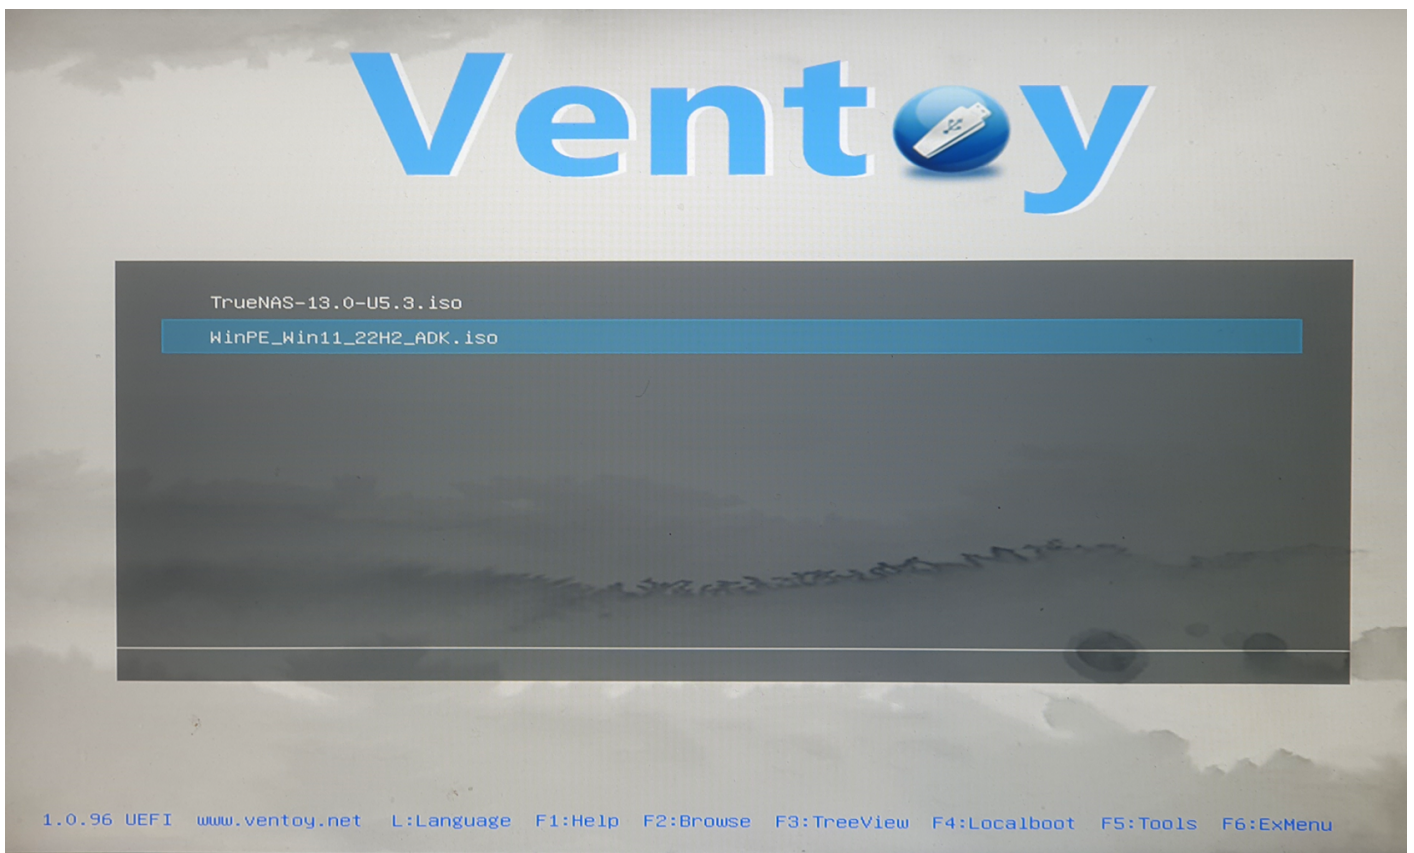 Ventoy
TrueNAS-13.0-U5.3.iso
WinPE_Win11_22H2_ADK.iso
1.0.96 UEFI www.ventoy.net L:Language F1:Help F2:Browse F3:TreeView F4:Localboot F5:Tools F6:ExMenu